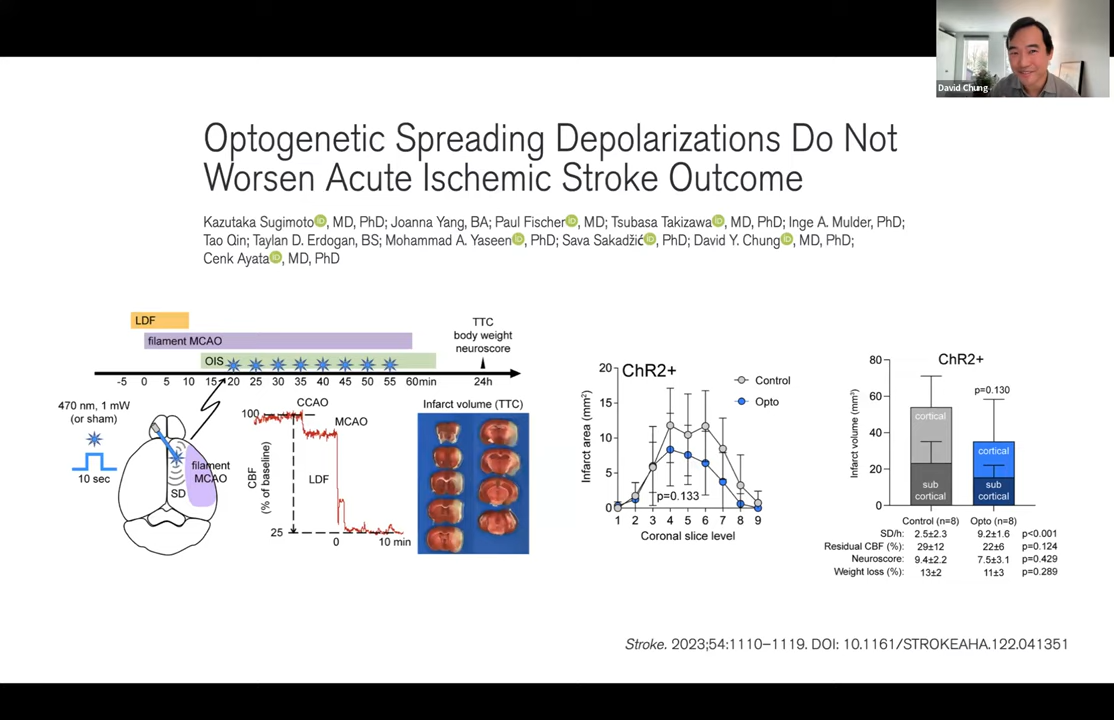 David Chung
Optogenetic Spreading Depolarizations Do Not
Worsen Acute Ischemic Stroke Outcome
Kazutaka Sugimoto iD, MD, PhD; Joanna Yang, BA; Paul Fischer iD, MD; Tsubasa Takizawa iD, MD, PhD; Inge A. Mulder, PhD;
Tao Qin; Taylan D. Erdogan, BS; Mohammad A. Yaseen iD, PhD; Sava Sakadžić iD, PhD; David Y. Chung iD, MD, PhD;
Cenk Ayata iD, MD, PhD
LDF
filament MCAO
OIS
TTC
body weight
neuroscore
-5 0 5 10 15 20 25 30 35 40 45 50 55 60min 24h
470 nm, 1 mW
(or sham)
10 sec
filament
MCAO
SD
CCAO
MCAO
100
CBF
(% of baseline)
LDF
25
0 10 min
Infarct volume (TTC)
ChR2+
Control
Opto
Infarct area (mm²)
20
15
10
5
0
p=0.133
1 2 3 4 5 6 7 8 9
Coronal slice level
ChR2+
Infarct volume (mm³)
80
60
40
20
0
p=0.130
cortical
sub
cortical
cortical
sub
cortical
Control (n=8) Opto (n=8)
SD/h: 2.5±2.3 9.2±1.6 p<0.001
Residual CBF (%): 29±12 22±6 p=0.124
Neuroscore: 9.4±2.2 7.5±3.1 p=0.429
Weight loss (%): 13±2 11±3 p=0.289
Stroke. 2023;54:1110–1119. DOI: 10.1161/STROKEAHA.122.041351